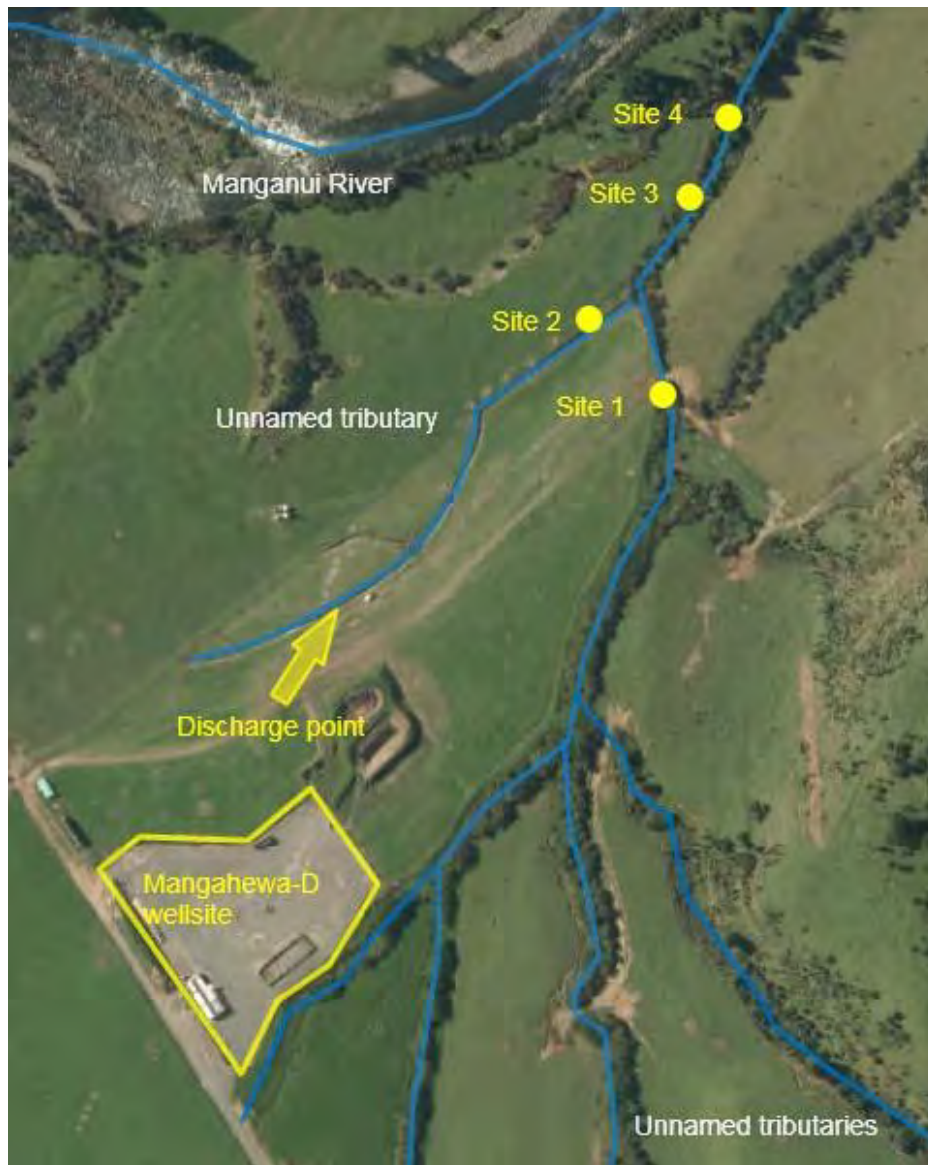 Site 4
Manganui River
Site 3
Site 2
Site 1
Unnamed tributary
Discharge point
Mangahewa-D
wellsite
Unnamed tributaries